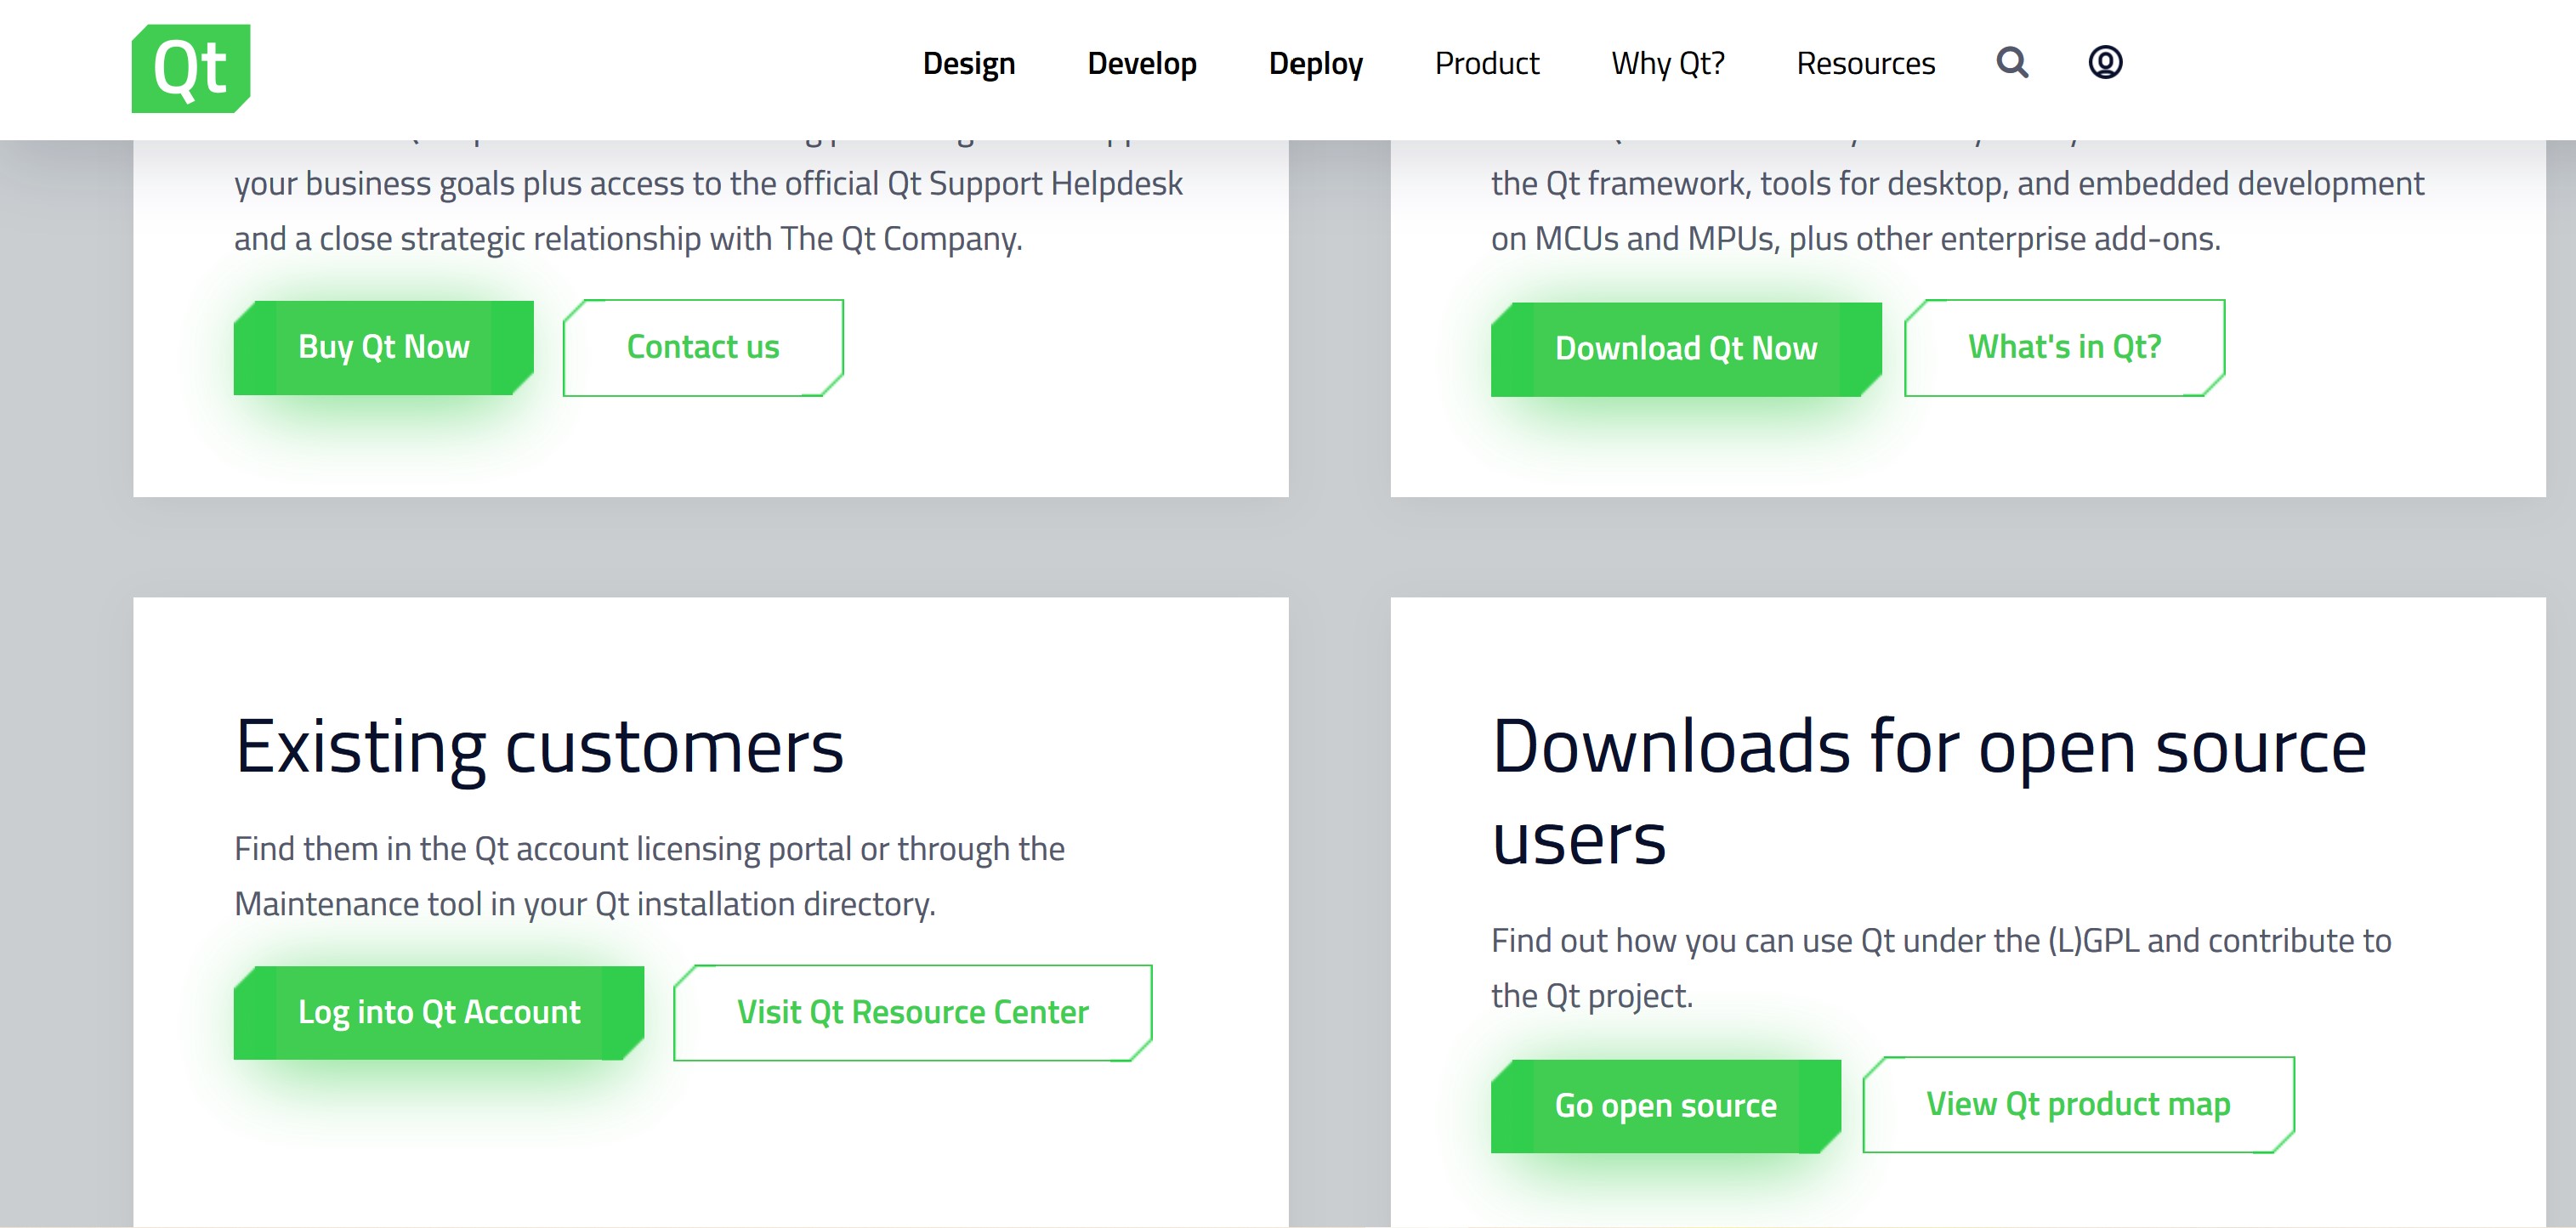 Qt
Design Develop Deploy Product Why Qt? Resources
your business goals plus access to the official Qt Support Helpdesk
and a close strategic relationship with The Qt Company.
Buy Qt Now
Contact us
the Qt framework, tools for desktop, and embedded development
on MCUs and MPUs, plus other enterprise add-ons.
Download Qt Now
What's in Qt?
Existing customers
Find them in the Qt account licensing portal or through the
Maintenance tool in your Qt installation directory.
Log into Qt Account
Visit Qt Resource Center
Downloads for open source
users
Find out how you can use Qt under the (L)GPL and contribute to
the Qt project.
Go open source
View Qt product map